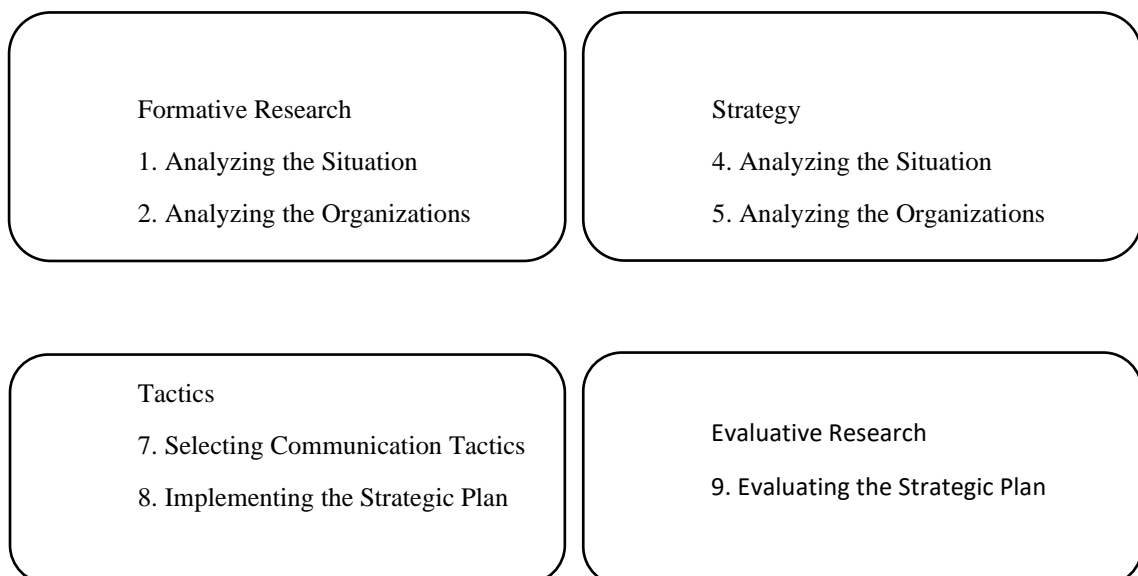 Formative Research
1. Analyzing the Situation
2. Analyzing the Organizations
Strategy
4. Analyzing the Situation
5. Analyzing the Organizations
Tactics
7. Selecting Communication Tactics
8. Implementing the Strategic Plan
Evaluative Research
9. Evaluating the Strategic Plan